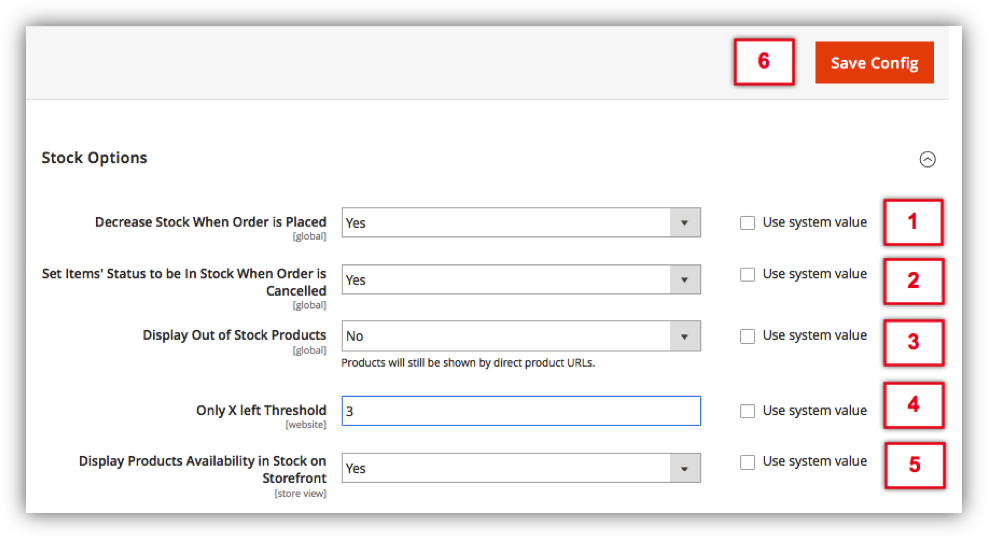 6
Save Config
Stock Options
Decrease Stock When Order is Placed
[global]
Yes
Use system value
1
Set Items' Status to be In Stock When Order is
Cancelled
[global]
Yes
Use system value
2
Display Out of Stock Products
[global]
No
Products will still be shown by direct product URLs.
Use system value
3
Only X left Threshold
[website]
3
Use system value
4
Display Products Availability in Stock on
Storefront
[store view]
Yes
Use system value
5